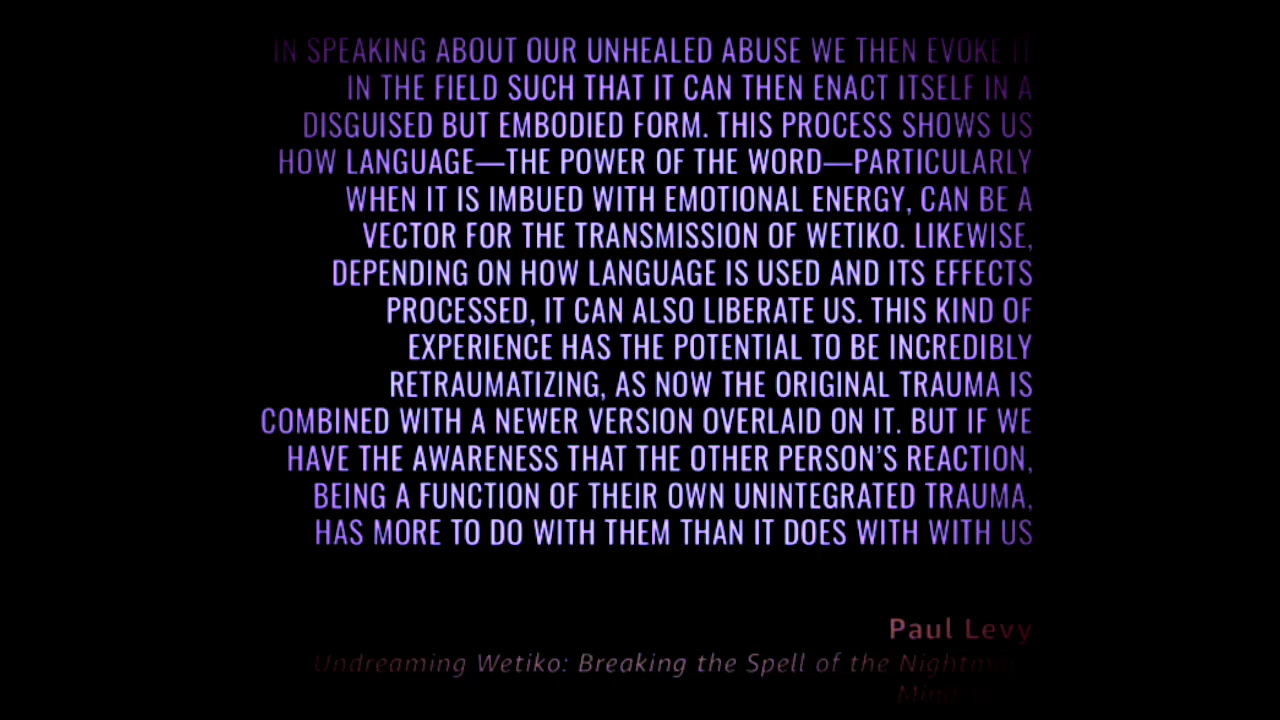 IN SPEAKING ABOUT OUR UNHEALED ABUSE WE THEN EVOKE IT
IN THE FIELD SUCH THAT IT CAN THEN ENACT ITSELF IN A
DISGUISED BUT EMBODIED FORM. THIS PROCESS SHOWS US
HOW LANGUAGE—THE POWER OF THE WORD—PARTICULARLY
WHEN IT IS IMBUED WITH EMOTIONAL ENERGY, CAN BE A
VECTOR FOR THE TRANSMISSION OF WETIKO. LIKEWISE,
DEPENDING ON HOW LANGUAGE IS USED AND ITS EFFECTS
PROCESSED, IT CAN ALSO LIBERATE US. THIS KIND OF
EXPERIENCE HAS THE POTENTIAL TO BE INCREDIBLY
RETRAUMATIZING, AS NOW THE ORIGINAL TRAUMA IS
COMBINED WITH A NEWER VERSION OVERLAID ON IT. BUT IF WE
HAVE THE AWARENESS THAT THE OTHER PERSON'S REACTION,
BEING A FUNCTION OF THEIR OWN UNINTEGRATED TRAUMA,
HAS MORE TO DO WITH THEM THAN IT DOES WITH WITH US
Paul Levy
Undreaming Wetiko: Breaking the Spell of the